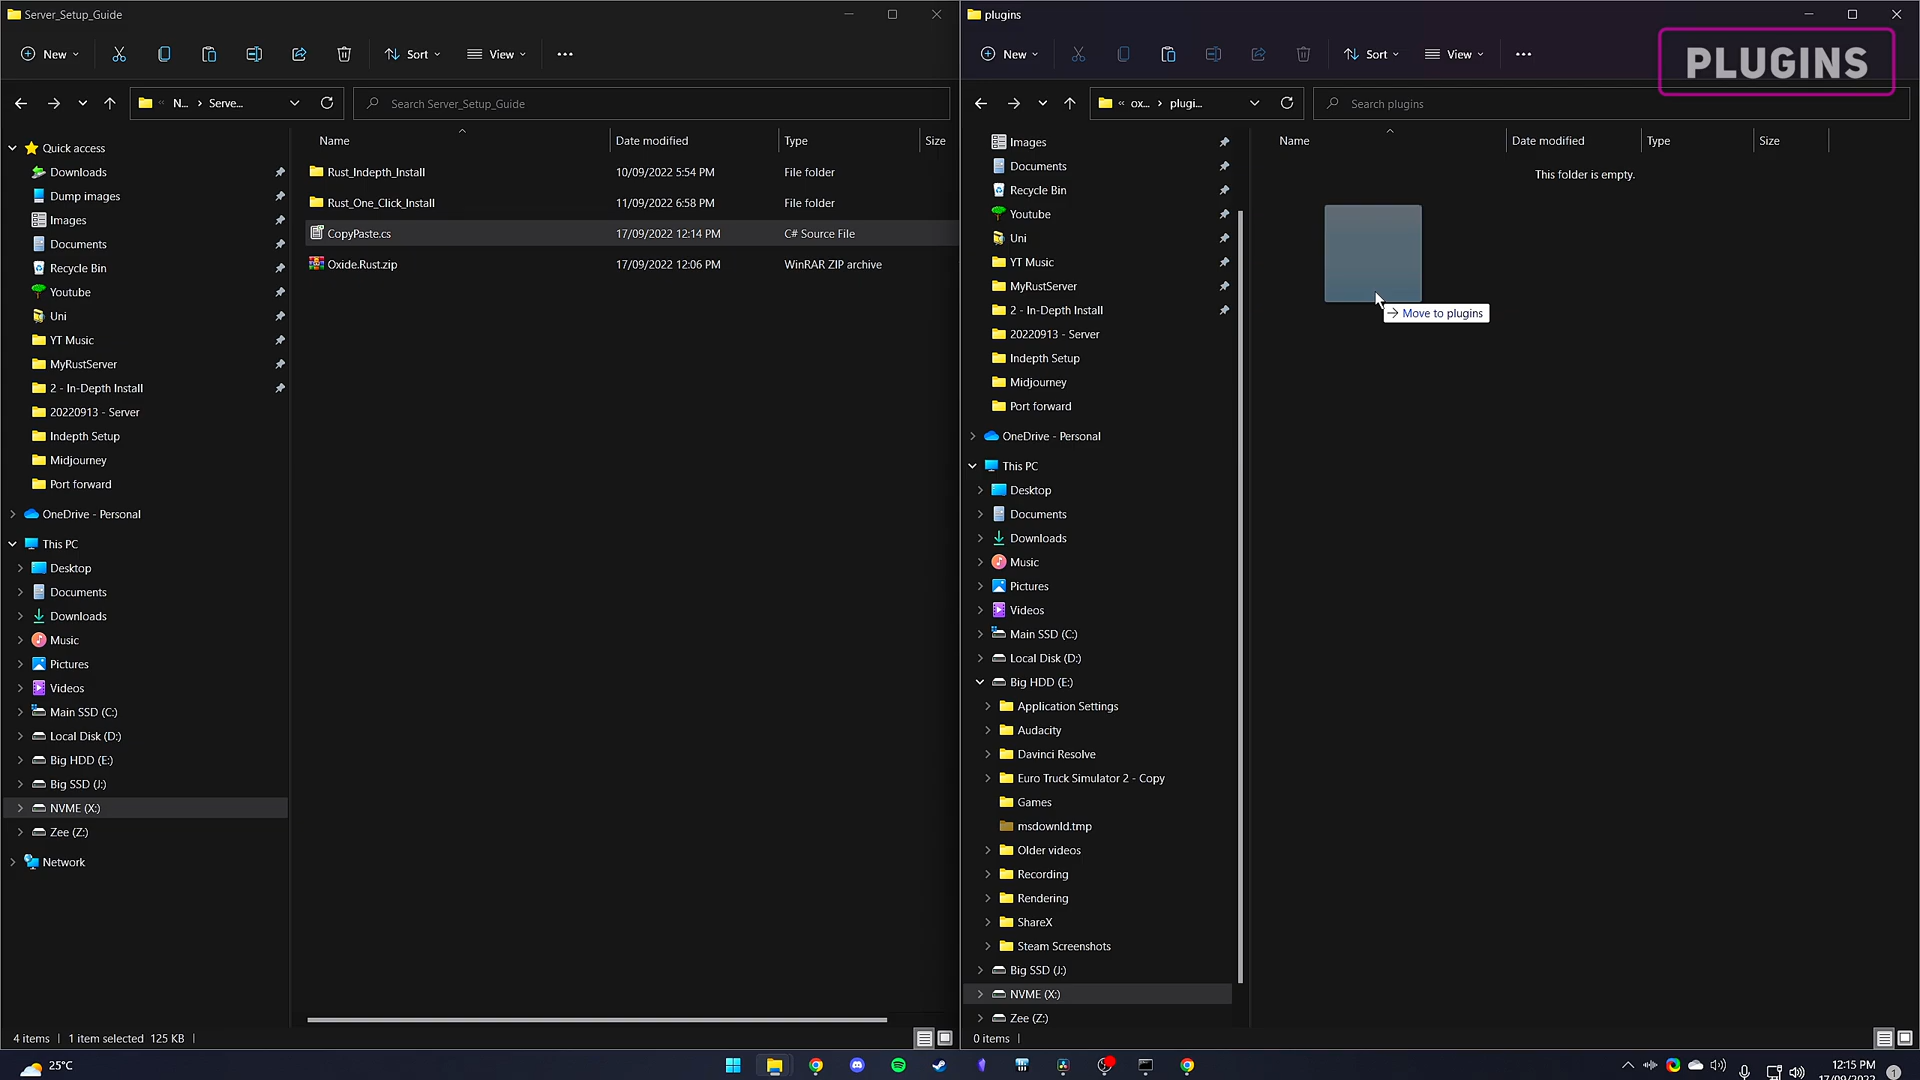 Server_Setup_Guide
New
Sort
View
N... > Serve...
Search Server_Setup_Guide
Quick access
Downloads
Dump images
Images
Documents
Recycle Bin
Youtube
Uni
YT Music
MyRustServer
2 - In-Depth Install
20220913 - Server
Indepth Setup
Midjourney
Port forward
OneDrive - Personal
This PC
Desktop
Documents
Downloads
Music
Pictures
Videos
Main SSD (C:)
Local Disk (D:)
Big HDD (E:)
Big SSD (J:)
NVME (X:)
Zee (Z:)
Network
Name Date modified Type Size
Rust_Indepth_Install 10/09/2022 5:54 PM File folder
Rust_One_Click_Install 11/09/2022 6:58 PM File folder
CopyPaste.cs 17/09/2022 12:14 PM C# Source File
Oxide.Rust.zip 17/09/2022 12:06 PM WinRAR ZIP archive
4 items 1 item selected 125 KB
plugins
New
Sort
View
PLUGINS
ox... > plugi...
Search plugins
Images
Documents
Recycle Bin
Youtube
Uni
YT Music
MyRustServer
2 - In-Depth Install
20220913 - Server
Indepth Setup
Midjourney
Port forward
OneDrive - Personal
This PC
Desktop
Documents
Downloads
Music
Pictures
Videos
Main SSD (C:)
Local Disk (D:)
Big HDD (E:)
Application Settings
Audacity
Davinci Resolve
Euro Truck Simulator 2 - Copy
Games
msdownld.tmp
Older videos
Recording
Rendering
ShareX
Steam Screenshots
Big SSD (J:)
NVME (X:)
Zee (Z:)
Name Date modified Type Size
This folder is empty.
Move to plugins
0 items
25°C
12:15 PM
17/09/2022
1